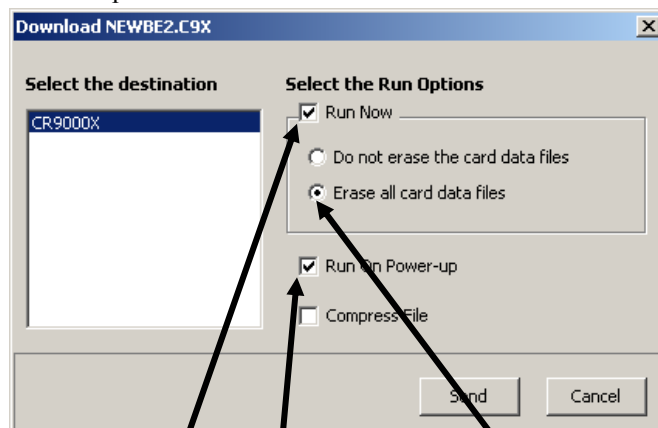 Download NEWBE2.C9X
Select the destination
CR9000X
Select the Run Options
Run Now
Do not erase the card data files
Erase all card data files
Run On Power-up
Compress File
Send
Cancel